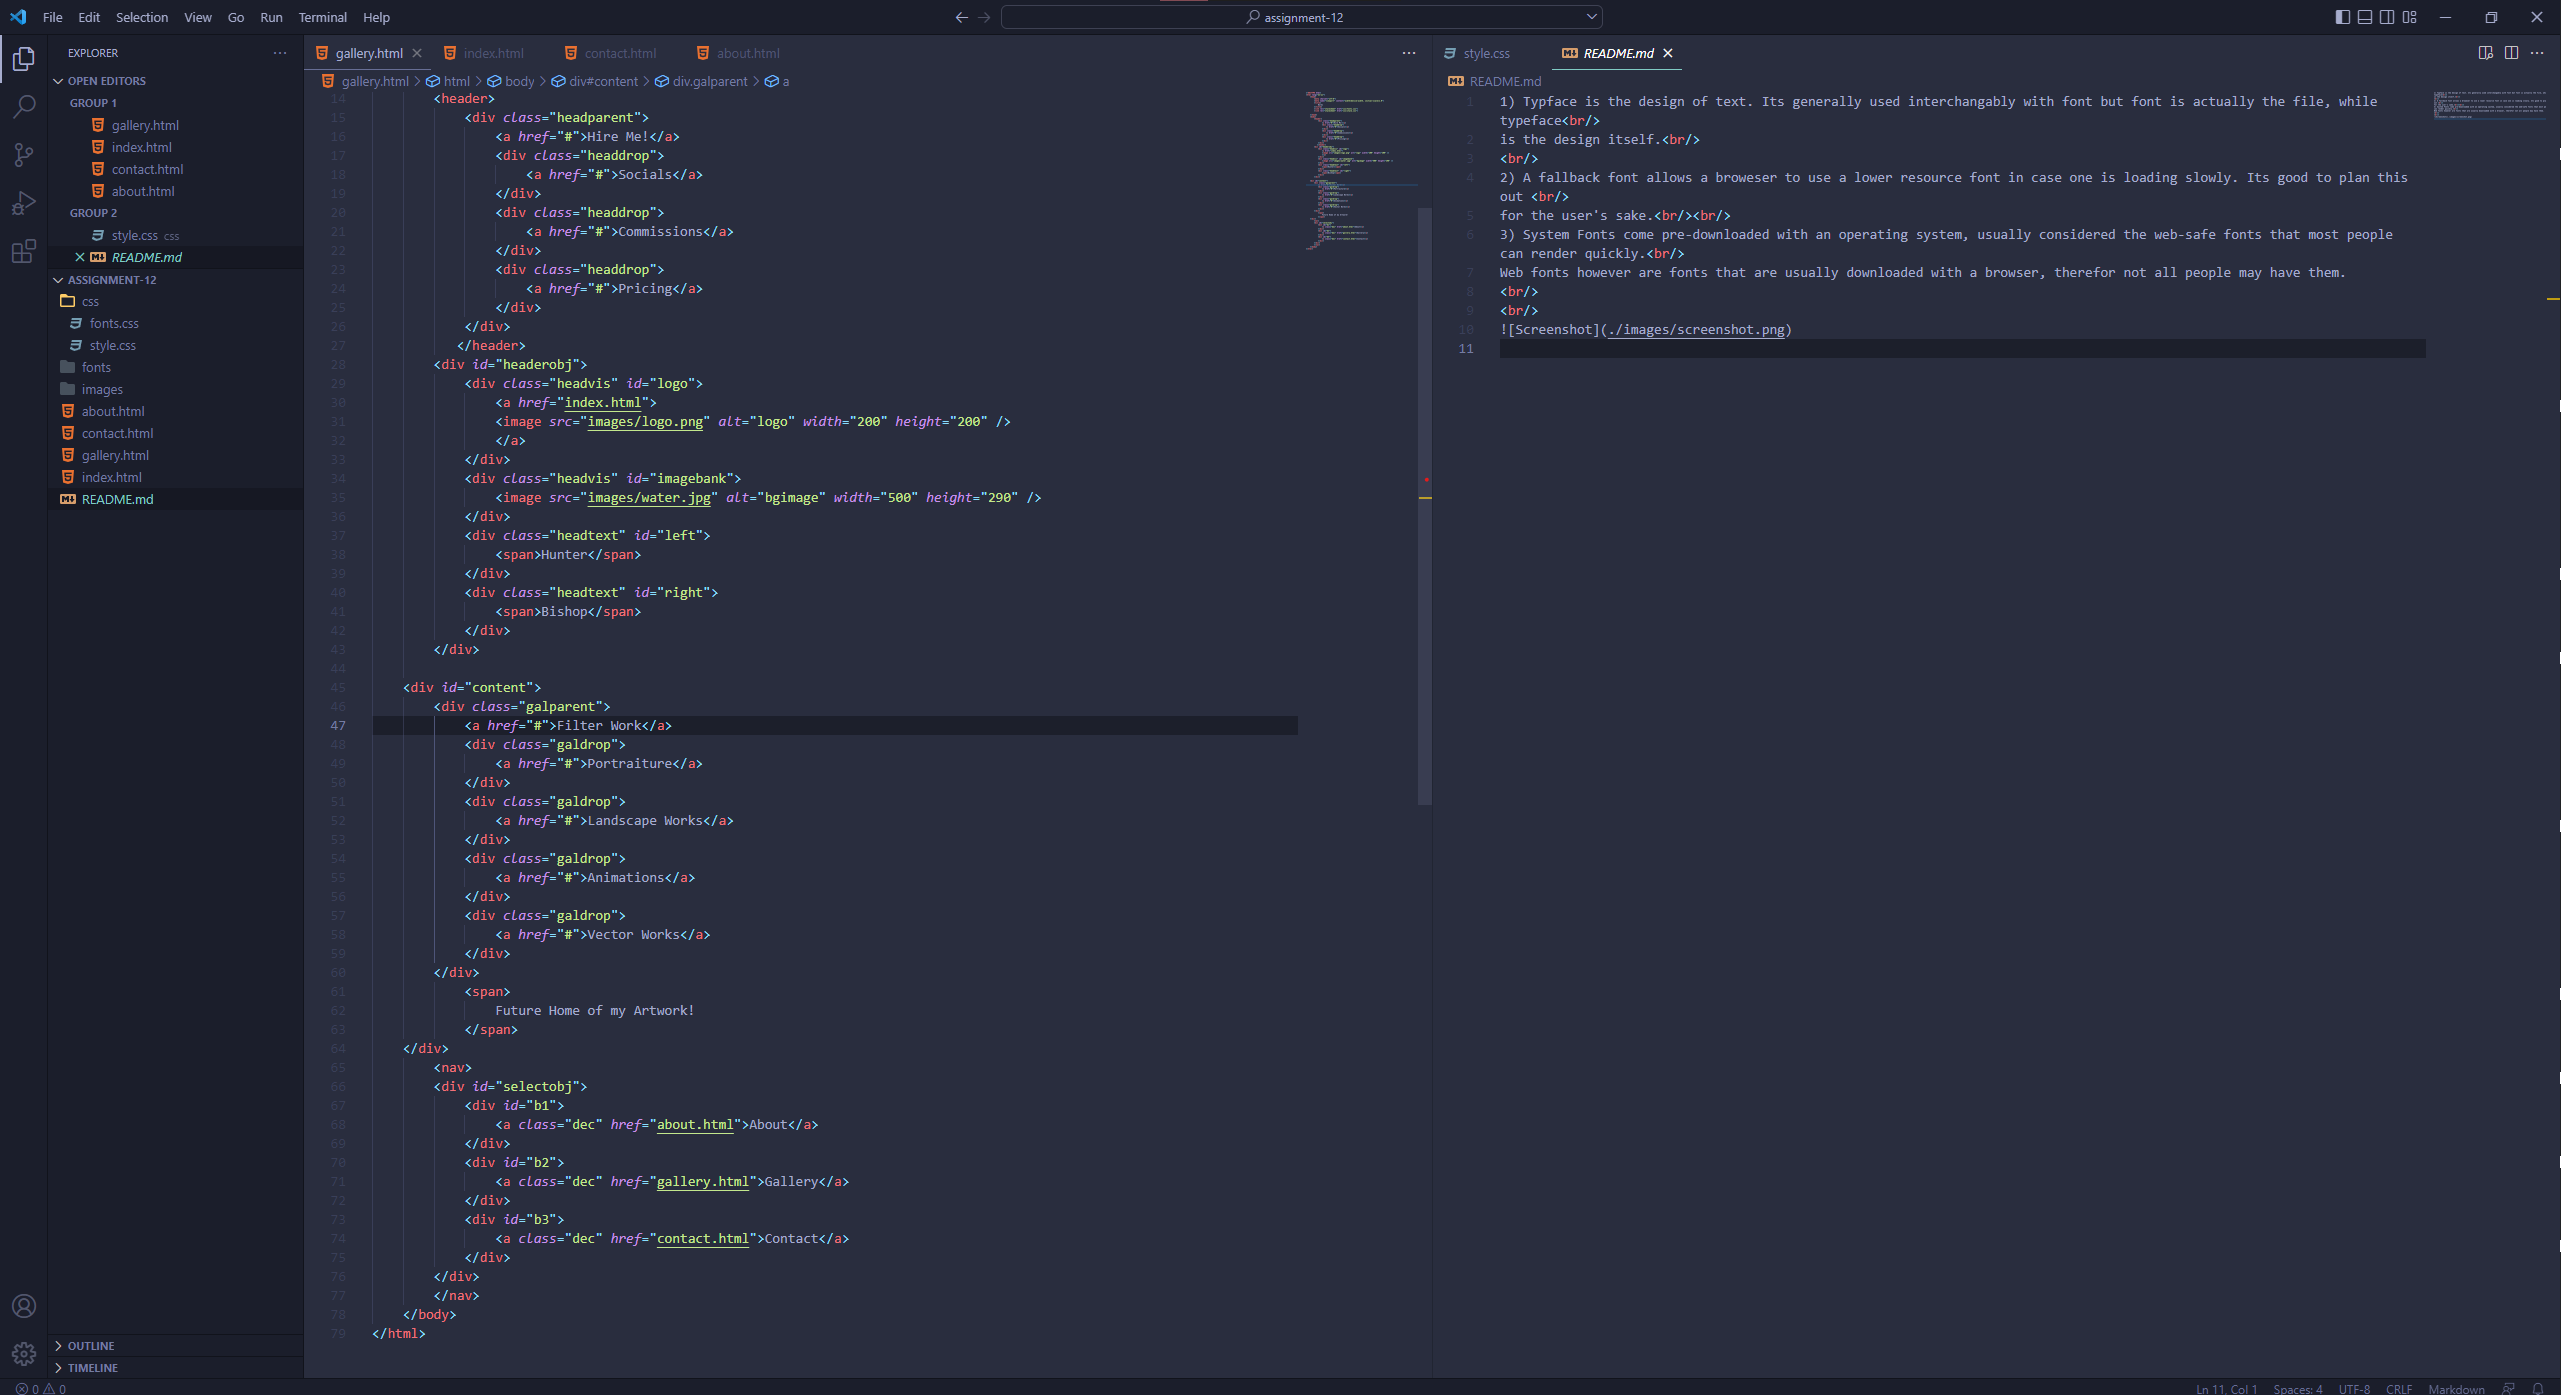 File Edit Selection View Go Run Terminal Help
assignment-12
EXPLORER
OPEN EDITORS
GROUP 1
gallery.html
index.html
contact.html
about.html
GROUP 2
style.css css
README.md
ASSIGNMENT-12
css
fonts.css
style.css
fonts
images
about.html
contact.html
gallery.html
index.html
README.md
OUTLINE
TIMELINE
gallery.html index.html contact.html about.html
gallery.html > html > body > div#content > div.galparent > a
14 <header>
15 <div class="headparent">
16 <a href="#">Hire Me!</a>
17 <div class="headdrop">
18 <a href="#">Socials</a>
19 </div>
20 <div class="headdrop">
21 <a href="#">Commissions</a>
22 </div>
23 <div class="headdrop">
24 <a href="#">Pricing</a>
25 </div>
26 </div>
27 </header>
28 <div id="headerobj">
29 <div class="headvis" id="logo">
30 <a href="index.html">
31 <image src="images/logo.png" alt="logo" width="200" height="200" />
32 </a>
33 </div>
34 <div class="headvis" id="imagebank">
35 <image src="images/water.jpg" alt="bgimage" width="500" height="290" />
36 </div>
37 <div class="headtext" id="left">
38 <span>Hunter</span>
39 </div>
40 <div class="headtext" id="right">
41 <span>Bishop</span>
42 </div>
43 </div>
44
45 <div id="content">
46 <div class="galparent">
47 <a href="#">Filter Work</a>
48 <div class="galdrop">
49 <a href="#">Portraiture</a>
50 </div>
51 <div class="galdrop">
52 <a href="#">Landscape Works</a>
53 </div>
54 <div class="galdrop">
55 <a href="#">Animations</a>
56 </div>
57 <div class="galdrop">
58 <a href="#">Vector Works</a>
59 </div>
60 </div>
61 <span>
62 Future Home of my Artwork!
63 </span>
64 </div>
65 <nav>
66 <div id="selectobj">
67 <div id="b1">
68 <a class="dec" href="about.html">About</a>
69 </div>
70 <div id="b2">
71 <a class="dec" href="gallery.html">Gallery</a>
72 </div>
73 <div id="b3">
74 <a class="dec" href="contact.html">Contact</a>
75 </div>
76 </div>
77 </nav>
78 </body>
79 </html>
style.css README.md
README.md
1 1) Typface is the design of text. Its generally used interchangably with font but font is actually the file, while
typeface<br/>
2 is the design itself.<br/>
3 <br/>
4 2) A fallback font allows a broweser to use a lower resource font in case one is loading slowly. Its good to plan this
out <br/>
5 for the user's sake.<br/><br/>
6 3) System Fonts come pre-downloaded with an operating system, usually considered the web-safe fonts that most people
can render quickly.<br/>
7 Web fonts however are fonts that are usually downloaded with a browser, therefor not all people may have them.
8 <br/>
9 <br/>
10 ![Screenshot](./images/screenshot.png)
11
0 0
Ln 11, Col 1 Spaces: 4 UTF-8 CRLF Markdown